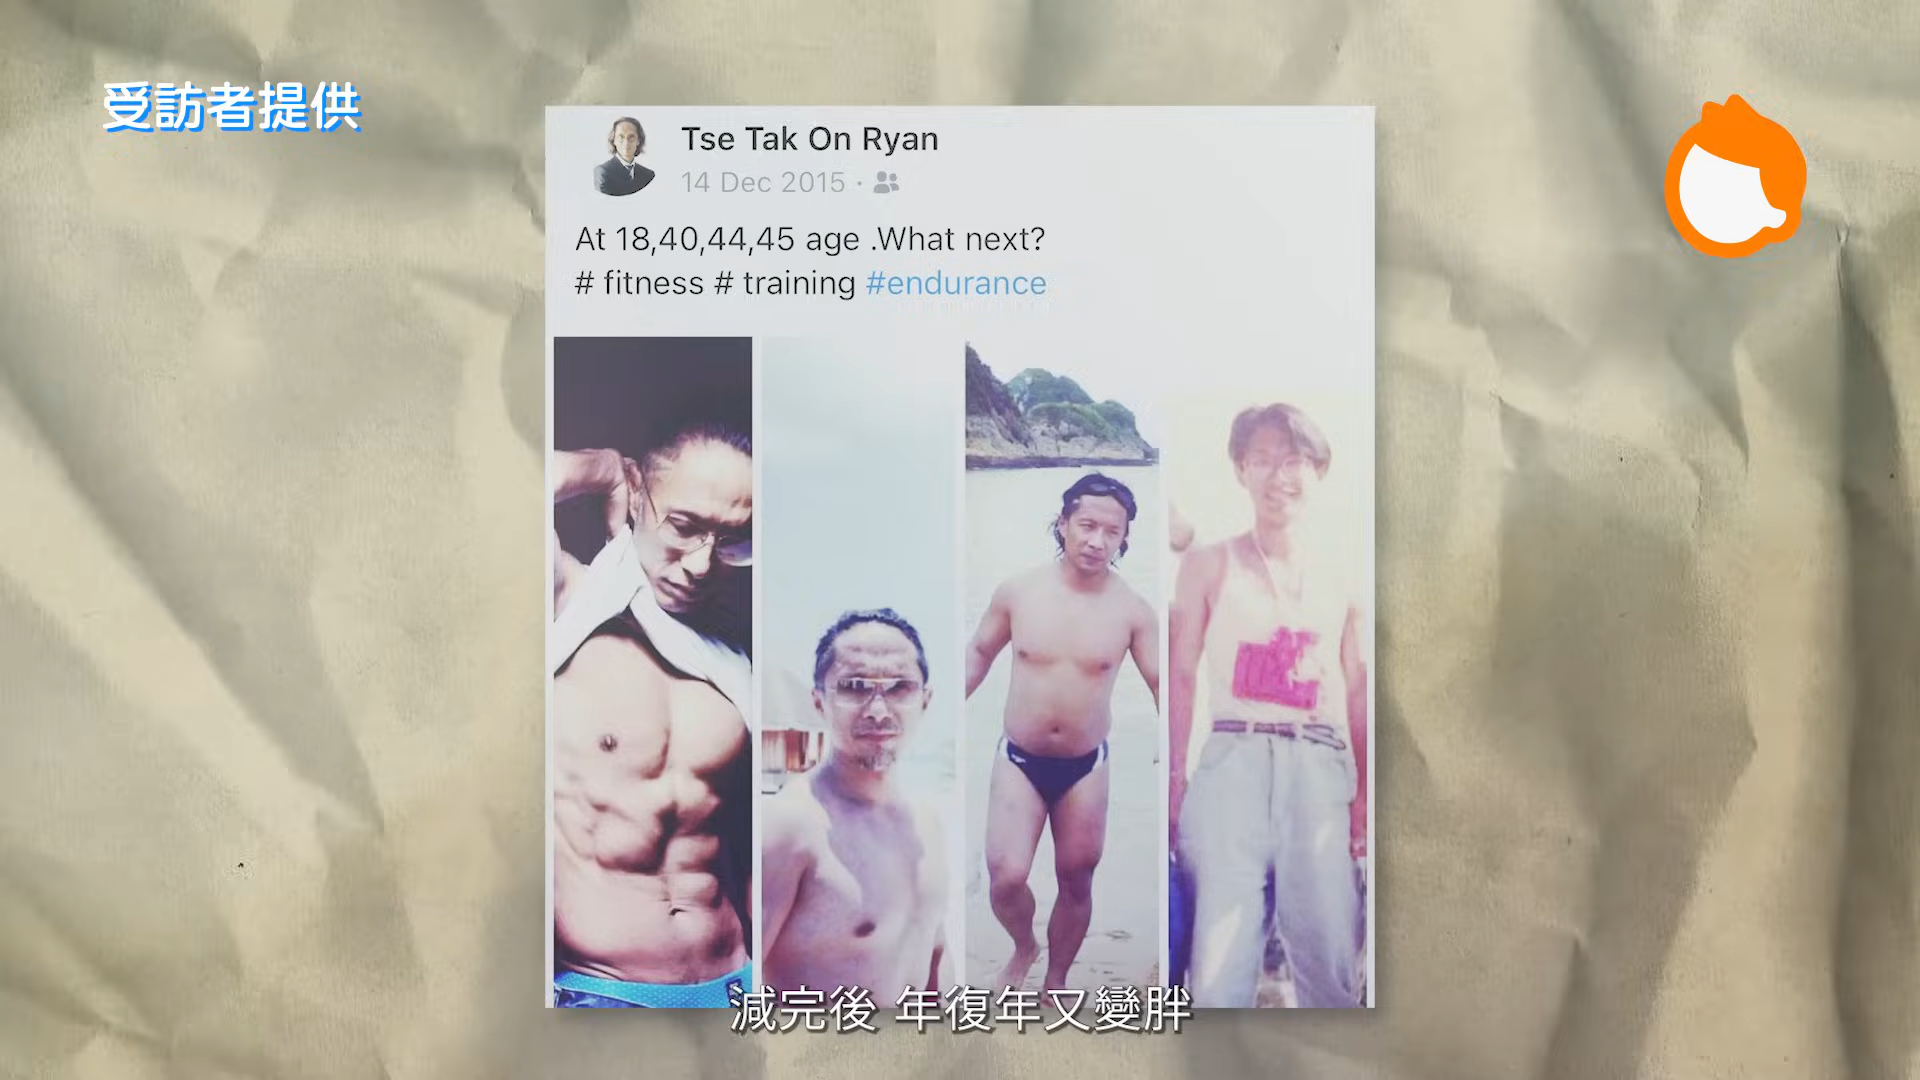 受訪者提供
Tse Tak On Ryan
14 Dec 2015 ·
At 18,40,44,45 age .What next?
# fitness # training #endurance
減完後 年復年又變胖